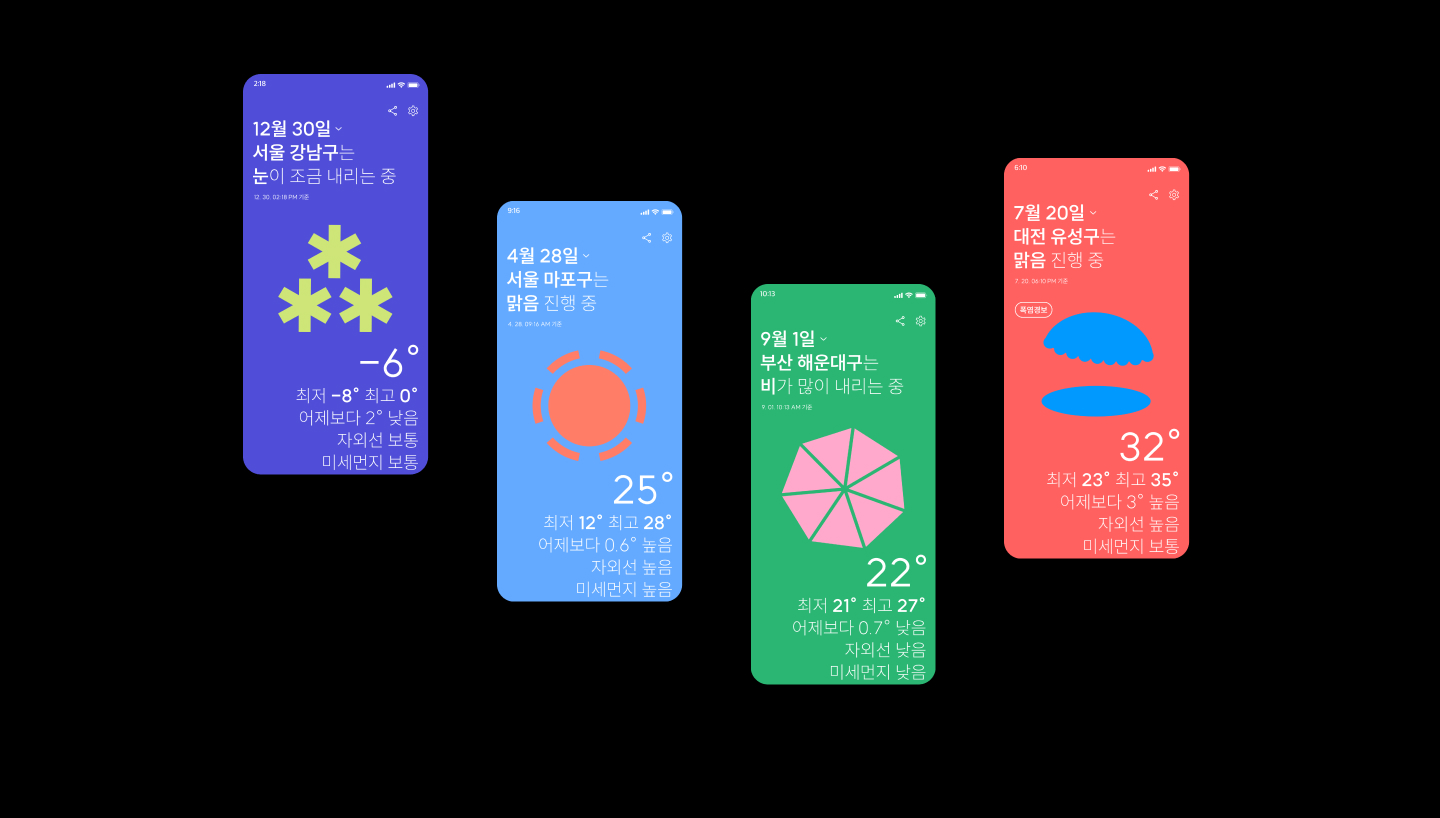 2:18
12월 30일
서울 강남구는
눈이 조금 내리는 중
12. 30. 02:18 PM 기준
−6°
최저 −8° 최고 0°
어제보다 2° 낮음
자외선 보통
미세먼지 보통
9:16
4월 28일
서울 마포구는
맑음 진행 중
4. 28. 09:16 AM 기준
25°
최저 12° 최고 28°
어제보다 0.6° 높음
자외선 높음
미세먼지 높음
10:13
9월 1일
부산 해운대구는
비가 많이 내리는 중
9. 01. 10:13 AM 기준
22°
최저 21° 최고 27°
어제보다 0.7° 낮음
자외선 낮음
미세먼지 낮음
6:10
7월 20일
대전 유성구는
맑음 진행 중
7. 20. 06:10 PM 기준
폭염경보
32°
최저 23° 최고 35°
어제보다 3° 높음
자외선 높음
미세먼지 보통